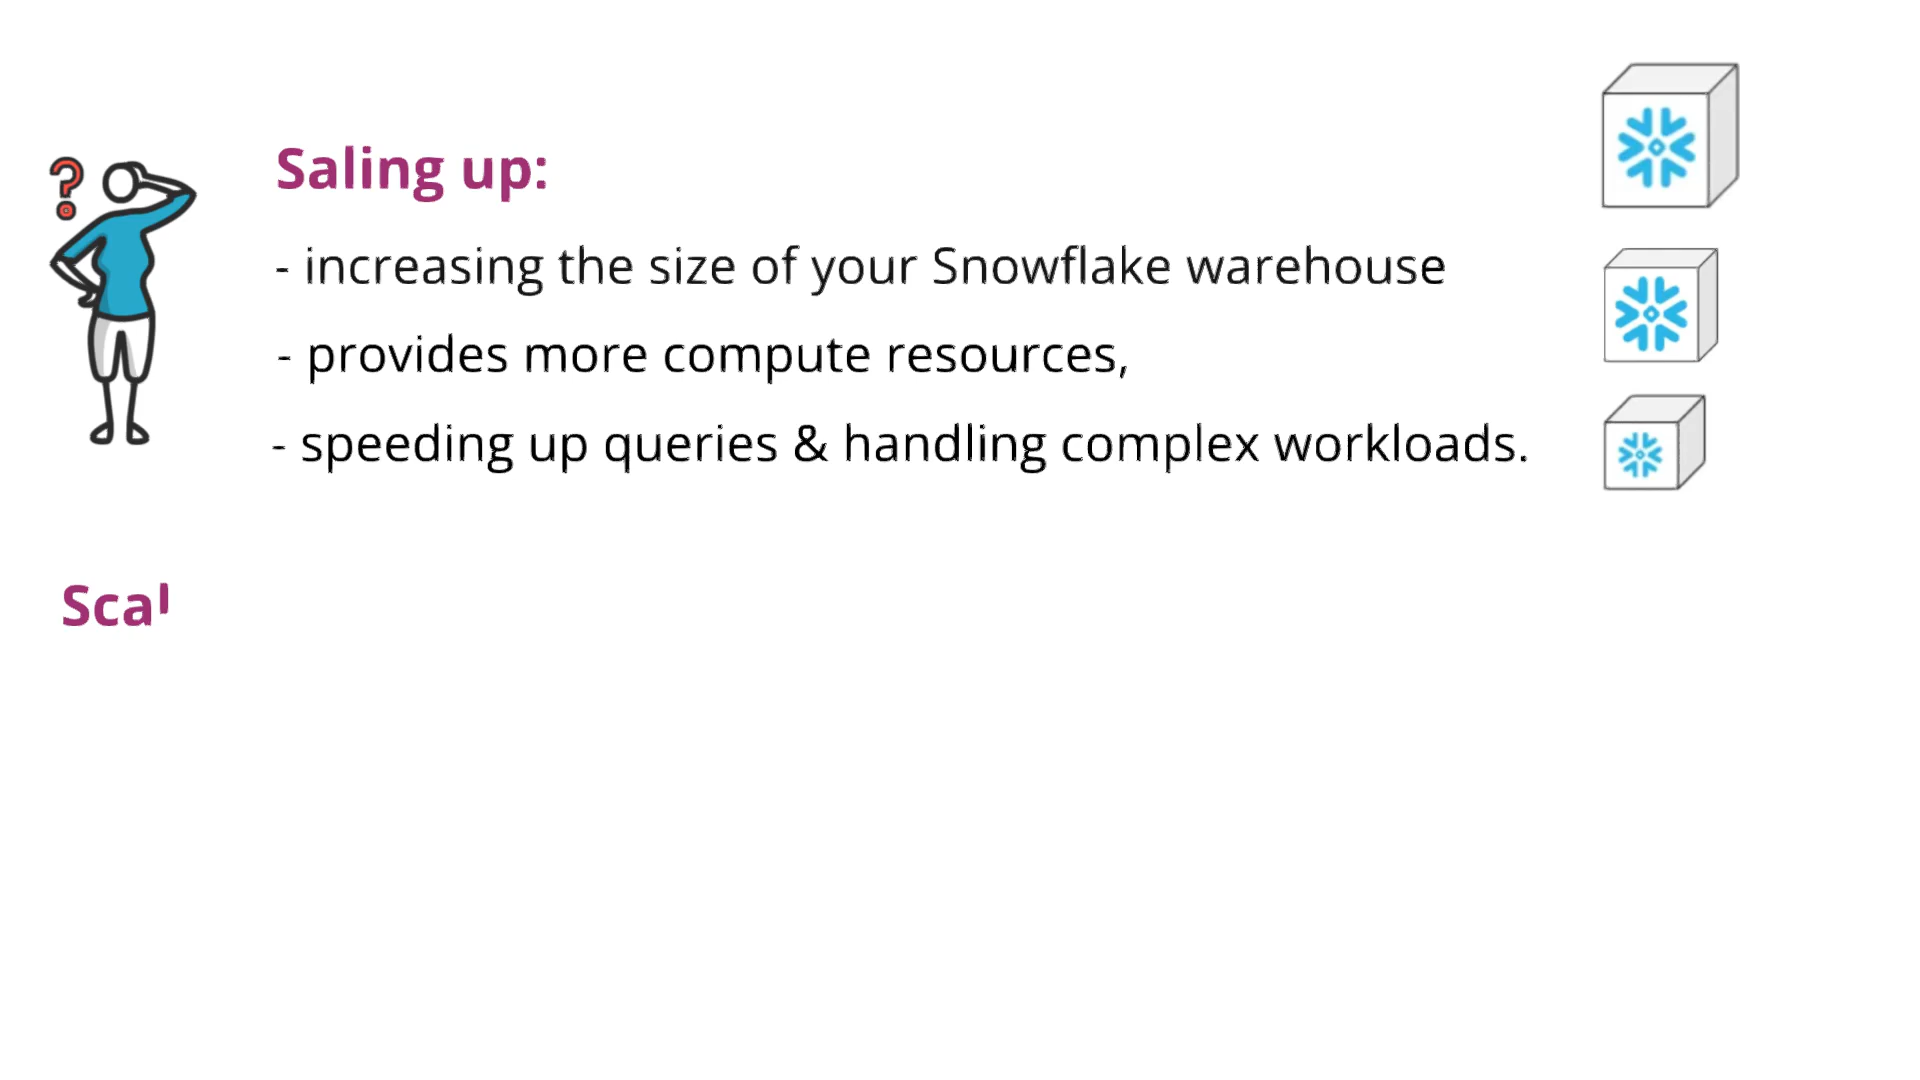 Saling up:
- increasing the size of your Snowflake warehouse
- provides more compute resources,
- speeding up queries & handling complex workloads.
Scal